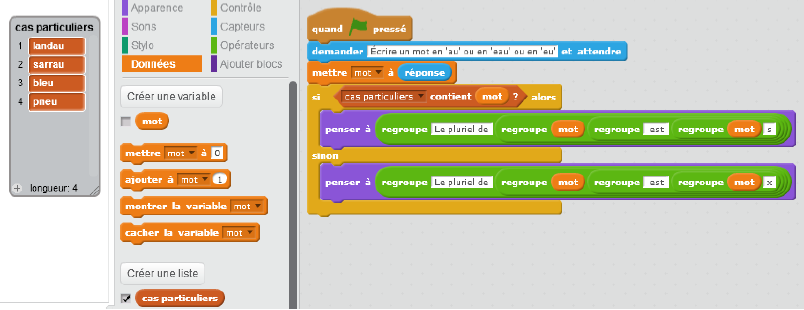 cas particuliers
1 landau
2 sarrau
3 bleu
4 pneu
+ longueur: 4
Apparence Contrôle
Sons Capteurs
Stylo Opérateurs
Données Ajouter blocs
Créer une variable
mot
mettre mot à 0
ajouter à mot 1
montrer la variable mot
cacher la variable mot
Créer une liste
cas particuliers
quand pressé
demander Écrire un mot en 'au' ou en 'eau' ou en 'eu' et attendre
mettre mot à réponse
si cas particuliers contient mot ? alors
penser à regroupe Le pluriel de regroupe mot regroupe est regroupe mot s
sinon
penser à regroupe Le pluriel de regroupe mot regroupe est regroupe mot x